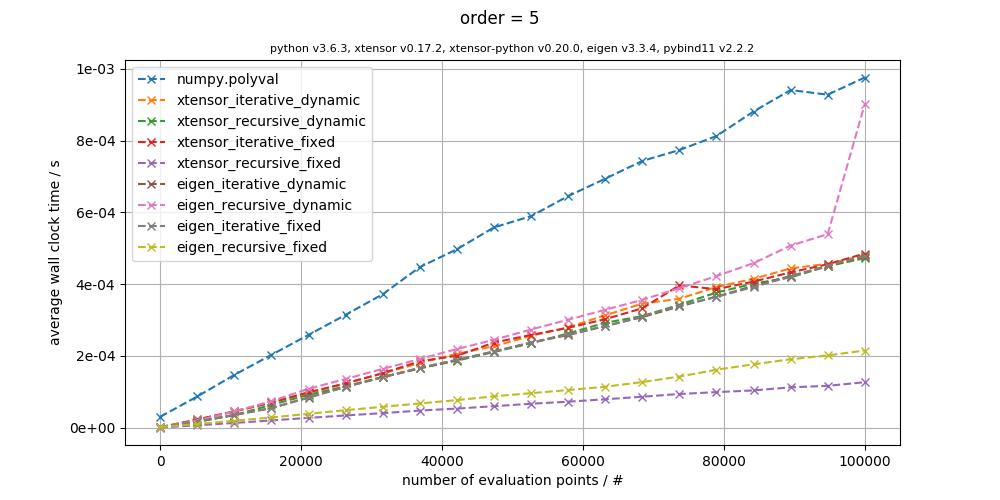 order = 5
python v3.6.3, xtensor v0.17.2, xtensor-python v0.20.0, eigen v3.3.4, pybind11 v2.2.2
1e-03
8e-04
6e-04
4e-04
2e-04
0e+00
average wall clock time / s
numpy.polyval
xtensor_iterative_dynamic
xtensor_recursive_dynamic
xtensor_iterative_fixed
xtensor_recursive_fixed
eigen_iterative_dynamic
eigen_recursive_dynamic
eigen_iterative_fixed
eigen_recursive_fixed
0 20000 40000 60000 80000 100000
number of evaluation points / #